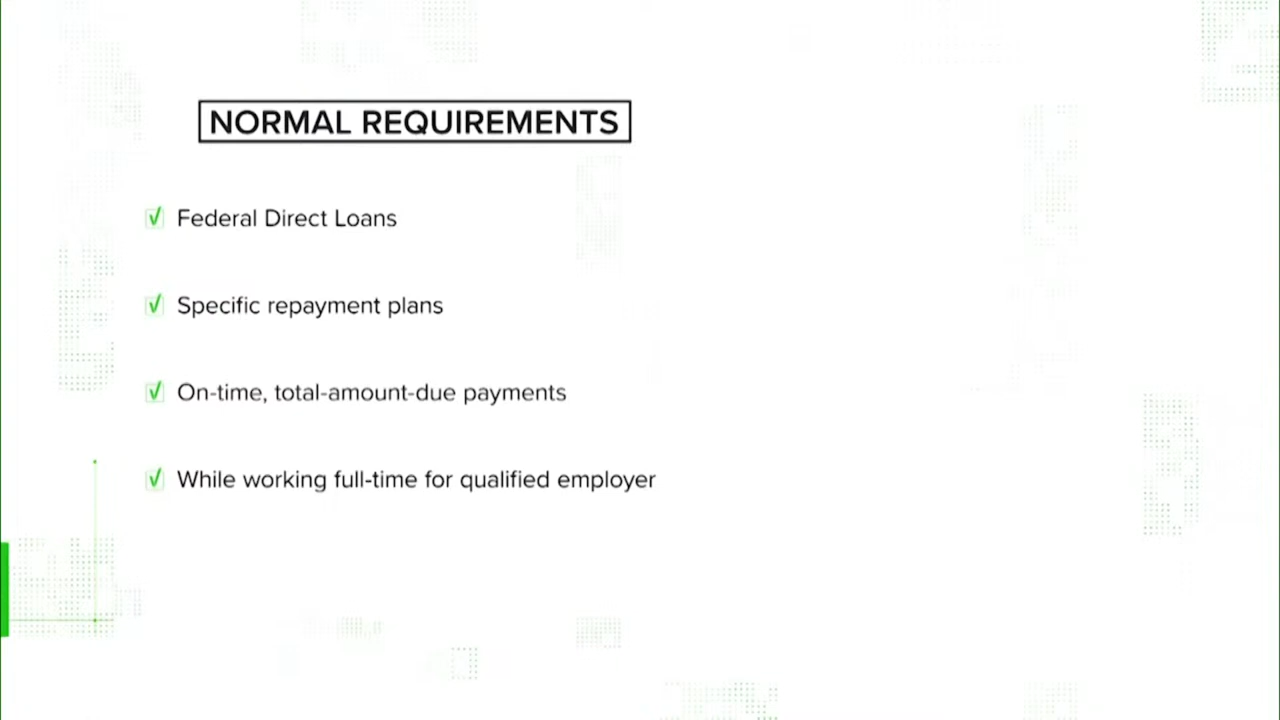 NORMAL REQUIREMENTS
Federal Direct Loans
Specific repayment plans
On-time, total-amount-due payments
While working full-time for qualified employer